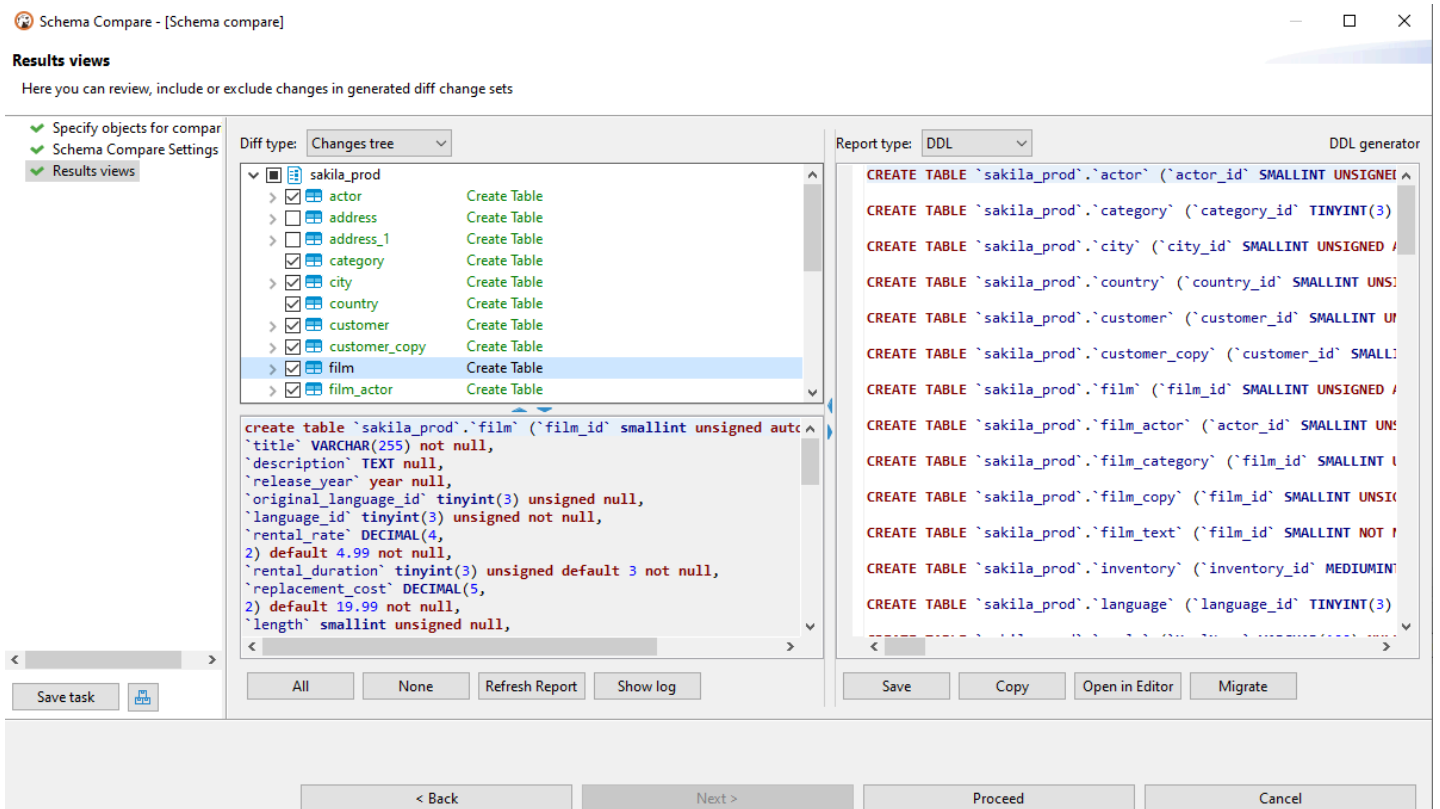 Schema Compare - [Schema compare]
Results views
Here you can review, include or exclude changes in generated diff change sets
Specify objects for compar
Schema Compare Settings
Results views
Save task
Diff type: Changes tree
sakila_prod
actor Create Table
address Create Table
address_1 Create Table
category Create Table
city Create Table
country Create Table
customer Create Table
customer_copy Create Table
film Create Table
film_actor Create Table
create table `sakila_prod`.`film` (`film_id` smallint unsigned auto
`title` VARCHAR(255) not null,
`description` TEXT null,
`release_year` year null,
`original_language_id` tinyint(3) unsigned null,
`language_id` tinyint(3) unsigned not null,
`rental_rate` DECIMAL(4,
2) default 4.99 not null,
`rental_duration` tinyint(3) unsigned default 3 not null,
`replacement_cost` DECIMAL(5,
2) default 19.99 not null,
`length` smallint unsigned null,
All None Refresh Report Show log
Report type: DDL DDL generator
CREATE TABLE `sakila_prod`.`actor` (`actor_id` SMALLINT UNSIGNED
CREATE TABLE `sakila_prod`.`category` (`category_id` TINYINT(3)
CREATE TABLE `sakila_prod`.`city` (`city_id` SMALLINT UNSIGNED
CREATE TABLE `sakila_prod`.`country` (`country_id` SMALLINT UNSI
CREATE TABLE `sakila_prod`.`customer` (`customer_id` SMALLINT UN
CREATE TABLE `sakila_prod`.`customer_copy` (`customer_id` SMALLI
CREATE TABLE `sakila_prod`.`film` (`film_id` SMALLINT UNSIGNED
CREATE TABLE `sakila_prod`.`film_actor` (`actor_id` SMALLINT UNS
CREATE TABLE `sakila_prod`.`film_category` (`film_id` SMALLINT
CREATE TABLE `sakila_prod`.`film_copy` (`film_id` SMALLINT UNSIG
CREATE TABLE `sakila_prod`.`film_text` (`film_id` SMALLINT NOT
CREATE TABLE `sakila_prod`.`inventory` (`inventory_id` MEDIUMINT
CREATE TABLE `sakila_prod`.`language` (`language_id` TINYINT(3)
Save Copy Open in Editor Migrate
< Back Next > Proceed Cancel